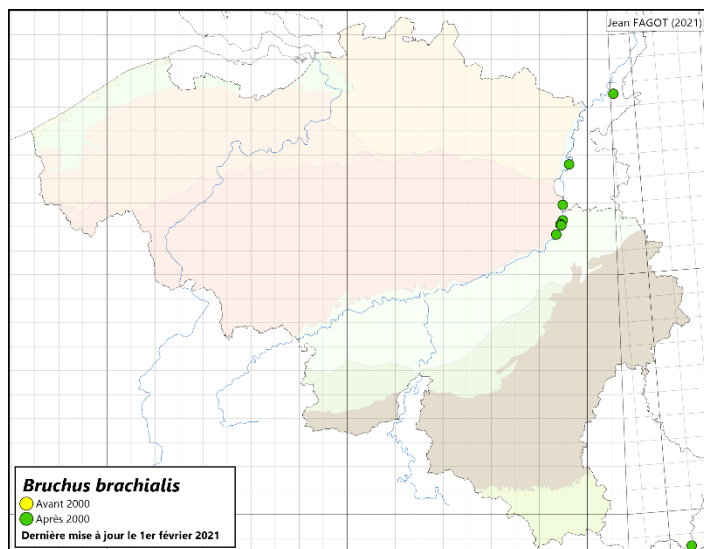 Jean FAGOT (2021)
Bruchus brachialis
Avant 2000
Après 2000
Dernière mise à jour le 1er février 2021